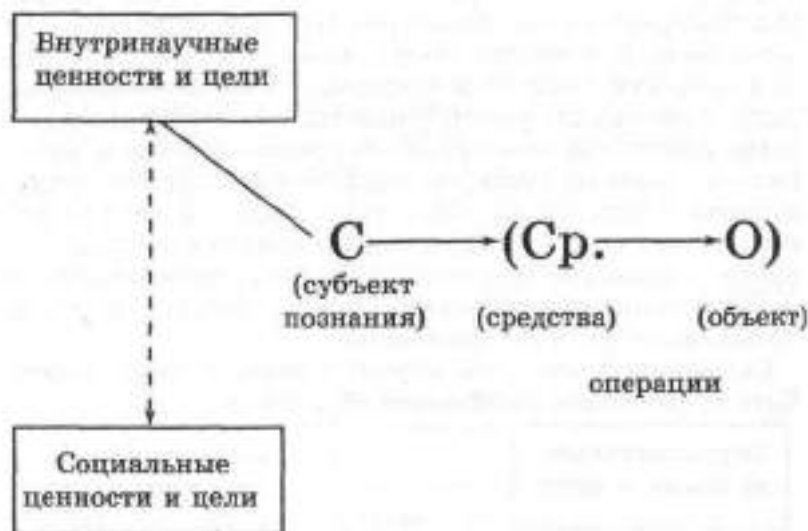 Внутринаучные
ценности и цели
С (Ср. О)
(субъект
познания) (средства) (объект)
операции
Социальные
ценности и цели